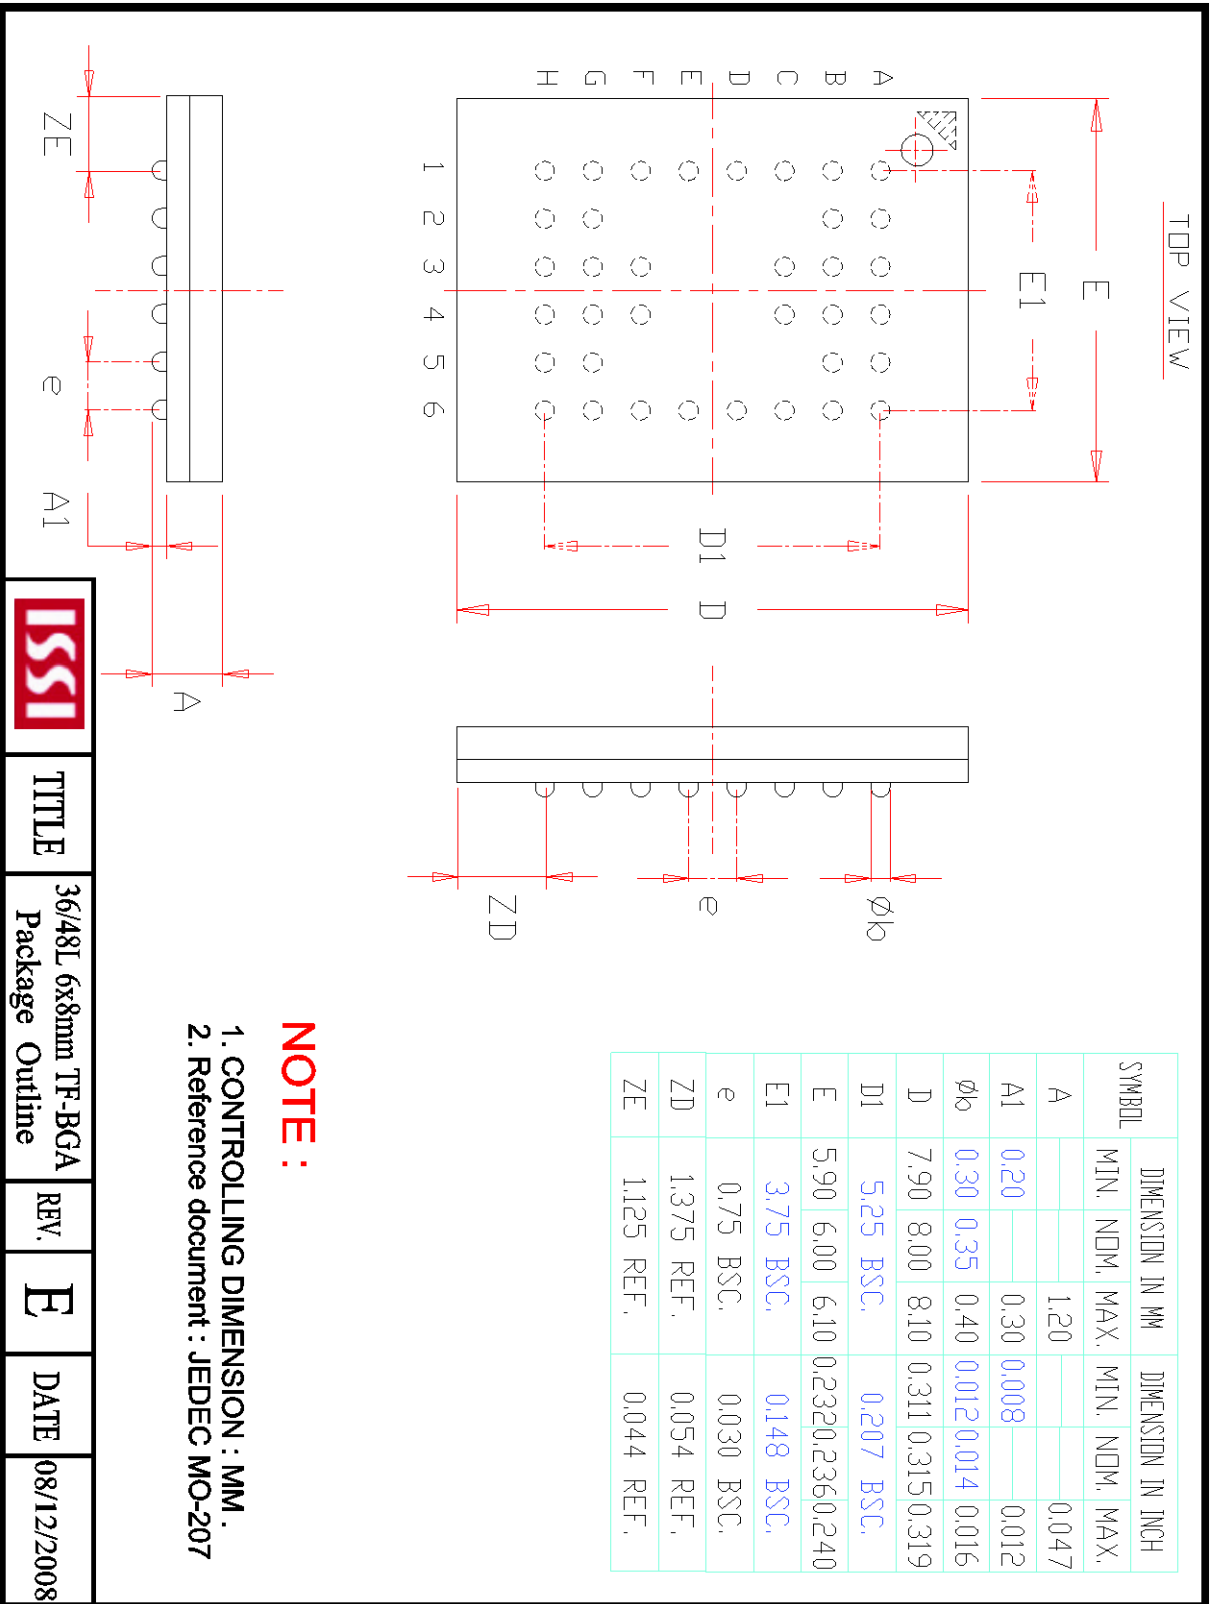 TOP VIEW
E
E1
A B C D E F G H
1 2 3 4 5 6
D1
D
ZE
e
A1
A
Øb
e
ZD
SYMBOL DIMENSION IN MM DIMENSION IN INCH
MIN. NOM. MAX. MIN. NOM. MAX.
A 1.20 0.047
A1 0.20 0.30 0.008 0.012
Øb 0.30 0.35 0.40 0.012 0.014 0.016
D 7.90 8.00 8.10 0.311 0.315 0.319
D1 5.25 BSC. 0.207 BSC.
E 5.90 6.00 6.10 0.232 0.236 0.240
E1 3.75 BSC. 0.148 BSC.
e 0.75 BSC. 0.030 BSC.
ZD 1.375 REF. 0.054 REF.
ZE 1.125 REF. 0.044 REF.
NOTE :
1. CONTROLLING DIMENSION : MM .
2. Reference document : JEDEC MO-207
ISSI
TITLE
36/48L 6x8mm TF-BGA
Package Outline
REV.
E
DATE
08/12/2008